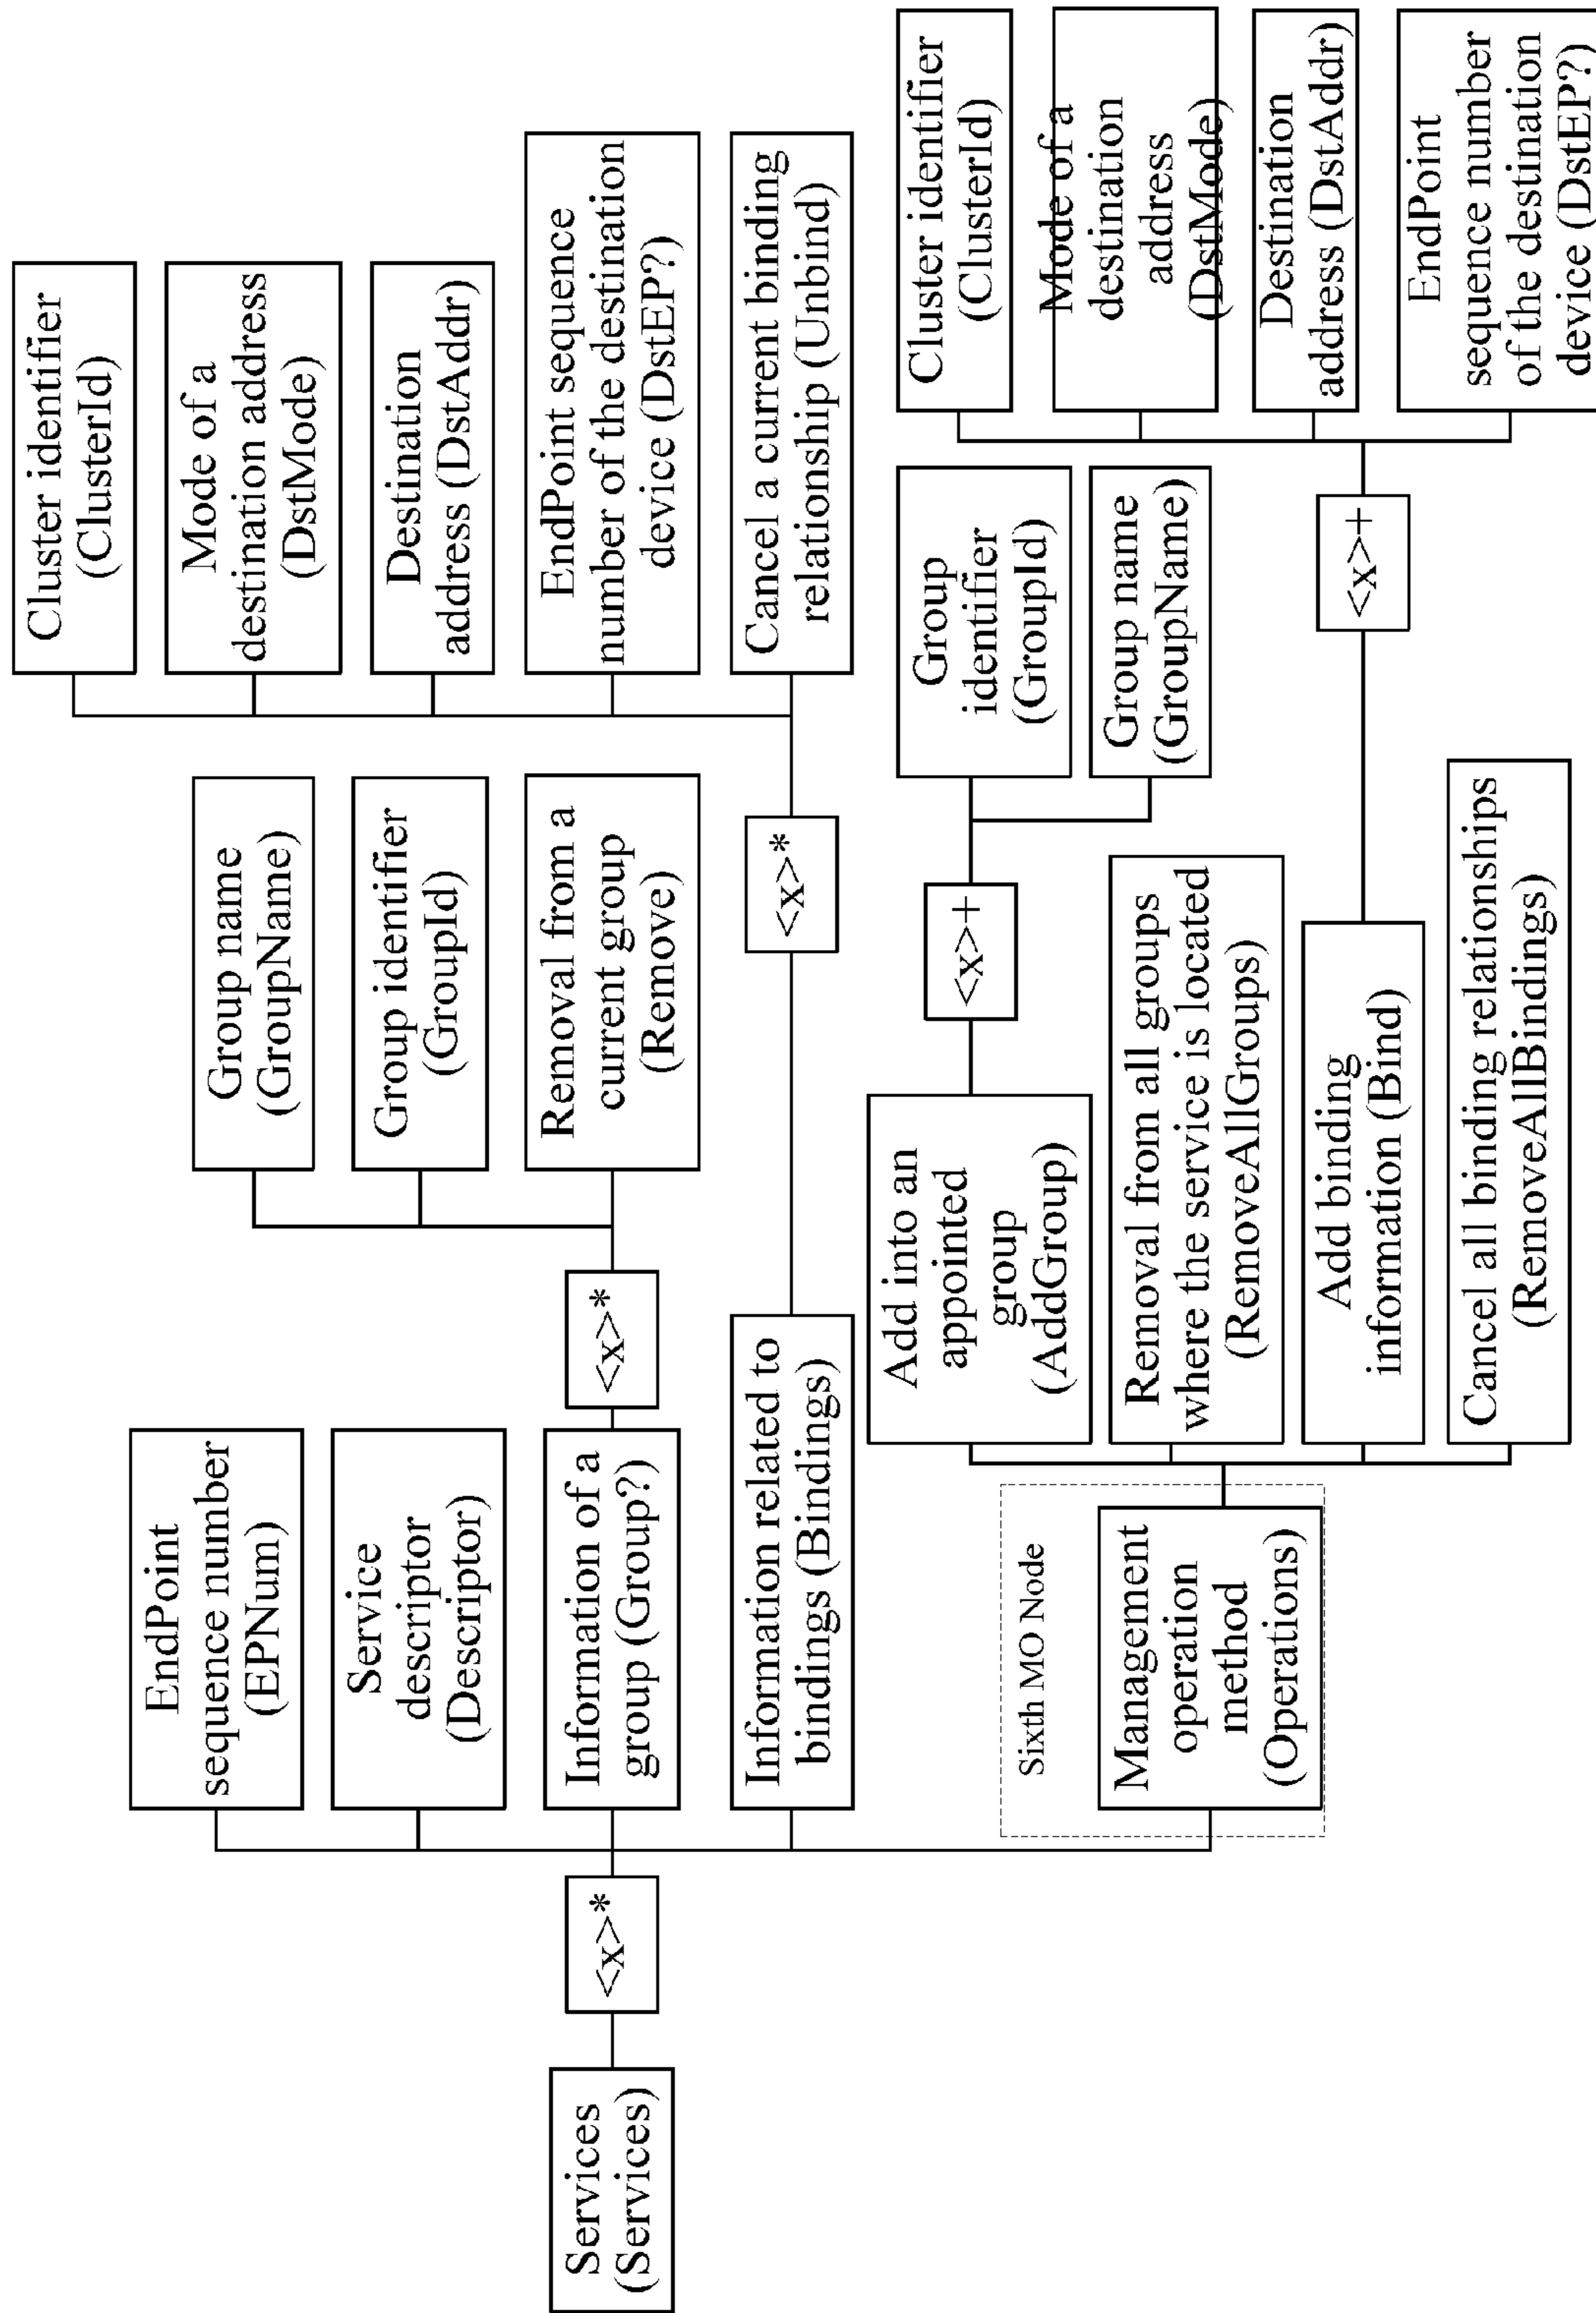 Services
(Services)
<x>*
EndPoint
sequence number
(EPNum)
Service
descriptor
(Descriptor)
Information of a
group (Group?)
Information related to
bindings (Bindings)
Sixth MO Node
Management
operation
method
(Operations)
<x>*
Group name
(GroupName)
Group identifier
(GroupId)
Removal from a
current group
(Remove)
<x>*
Cluster identifier
(ClusterId)
Mode of a
destination address
(DstMode)
Destination
address (DstAddr)
EndPoint sequence
number of the destination
device (DstEP?)
Cancel a current binding
relationship (Unbind)
Add into an
appointed
group
(AddGroup)
Removal from all groups
where the service is located
(RemoveAllGroups)
Add binding
information (Bind)
Cancel all binding relationships
(RemoveAllBindings)
<x>+
Group
identifier
(GroupId)
Group name
(GroupName)
<x>+
Cluster identifier
(ClusterId)
Mode of a
destination
address
(DstMode)
Destination
address (DstAddr)
EndPoint
sequence number
of the destination
device (DstEP?)